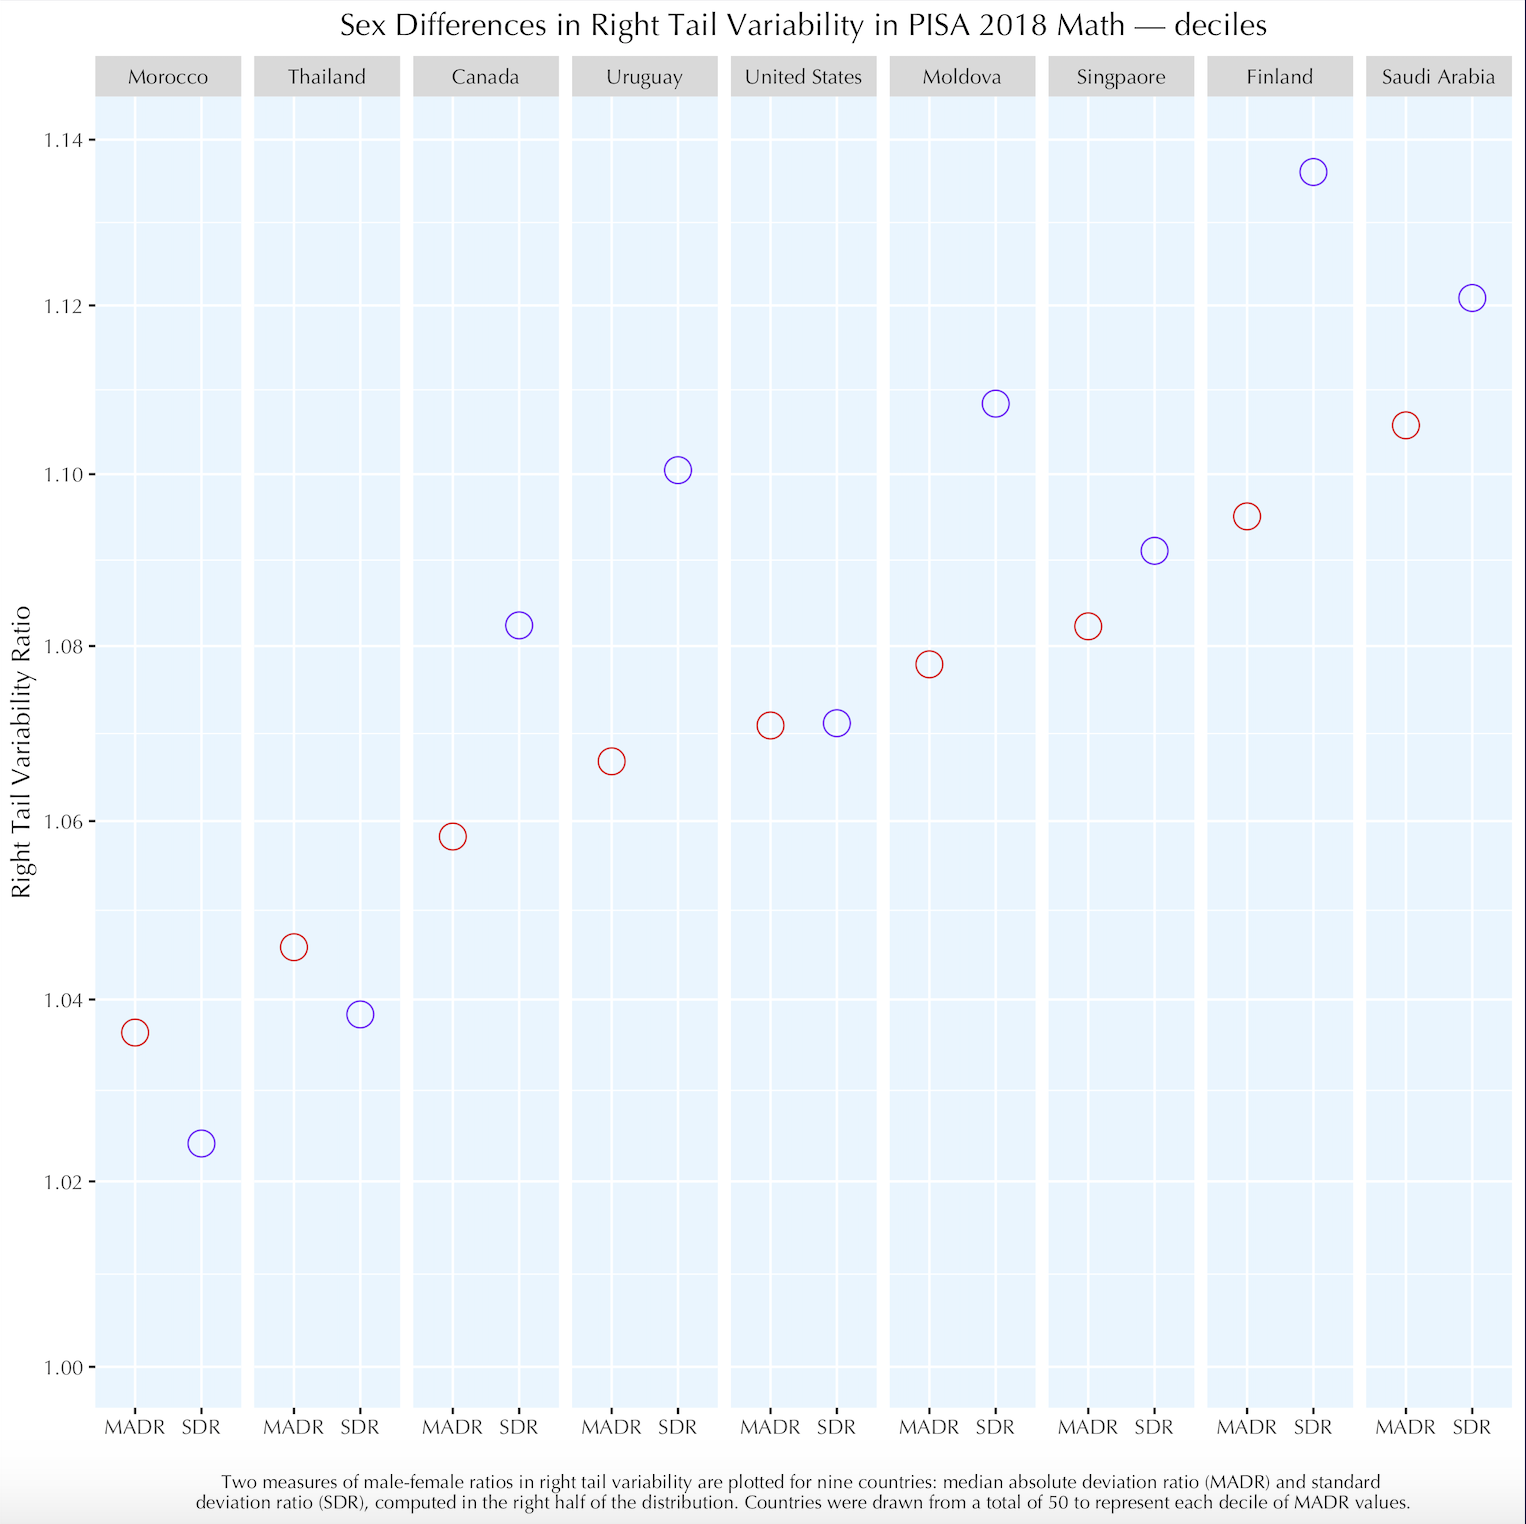 Sex Differences in Right Tail Variability in PISA 2018 Math — deciles
Morocco Thailand Canada Uruguay United States Moldova Singpaore Finland Saudi Arabia
1.14
1.12
1.10
1.08
1.06
1.04
1.02
1.00
Right Tail Variability Ratio
MADR SDR MADR SDR MADR SDR MADR SDR MADR SDR MADR SDR MADR SDR MADR SDR MADR SDR
Two measures of male-female ratios in right tail variability are plotted for nine countries: median absolute deviation ratio (MADR) and standard
deviation ratio (SDR), computed in the right half of the distribution. Countries were drawn from a total of 50 to represent each decile of MADR values.